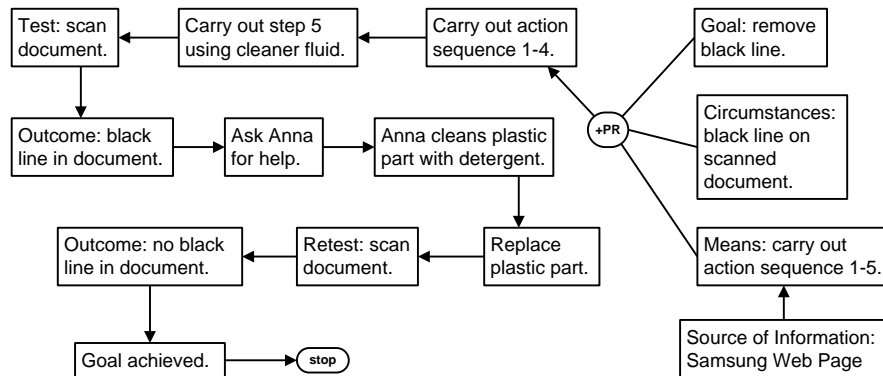 Test: scan
document.
Carry out step 5
using cleaner fluid.
Carry out action
sequence 1-4.
Goal: remove
black line.
Outcome: black
line in document.
Ask Anna
for help.
Anna cleans plastic
part with detergent.
+PR
Circumstances:
black line on
scanned
document.
Outcome: no black
line in document.
Retest: scan
document.
Replace
plastic part.
Means: carry out
action sequence 1-5.
Goal achieved.
stop
Source of Information:
Samsung Web Page